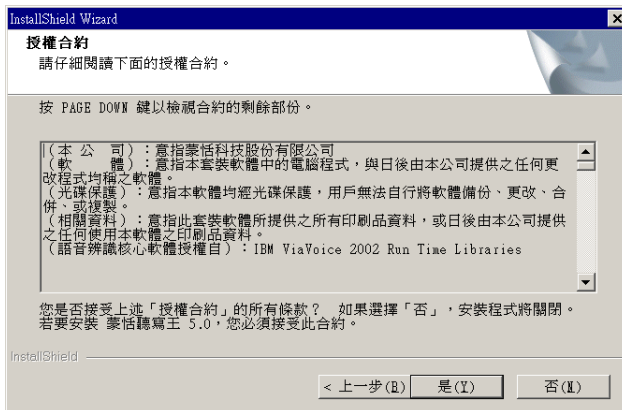 InstallShield Wizard
授權合約
請仔細閱讀下面的授權合約。
按 PAGE DOWN 鍵以檢視合約的剩餘部份。
(本 公 司):意指蒙恬科技股份有限公司
(軟 體):意指本套裝軟體中的電腦程式,與日後由本公司提供之任何更
改程式均稱之軟體。
(光碟保護):意指本軟體均經光碟保護,用戶無法自行將軟體備份、更改、合
併、或複製。
(相關資料):意指此套裝軟體所提供之所有印刷品資料,或日後由本公司提供
之任何使用本軟體之印刷品資料。
(語音辨識核心軟體授權自):IBM ViaVoice 2002 Run Time Libraries
您是否接受上述「授權合約」的所有條款? 如果選擇「否」,安裝程式將關閉。
若要安裝 蒙恬聽寫王 5.0,您必須接受此合約。
InstallShield
< 上一步(B) 是(Y) 否(N)